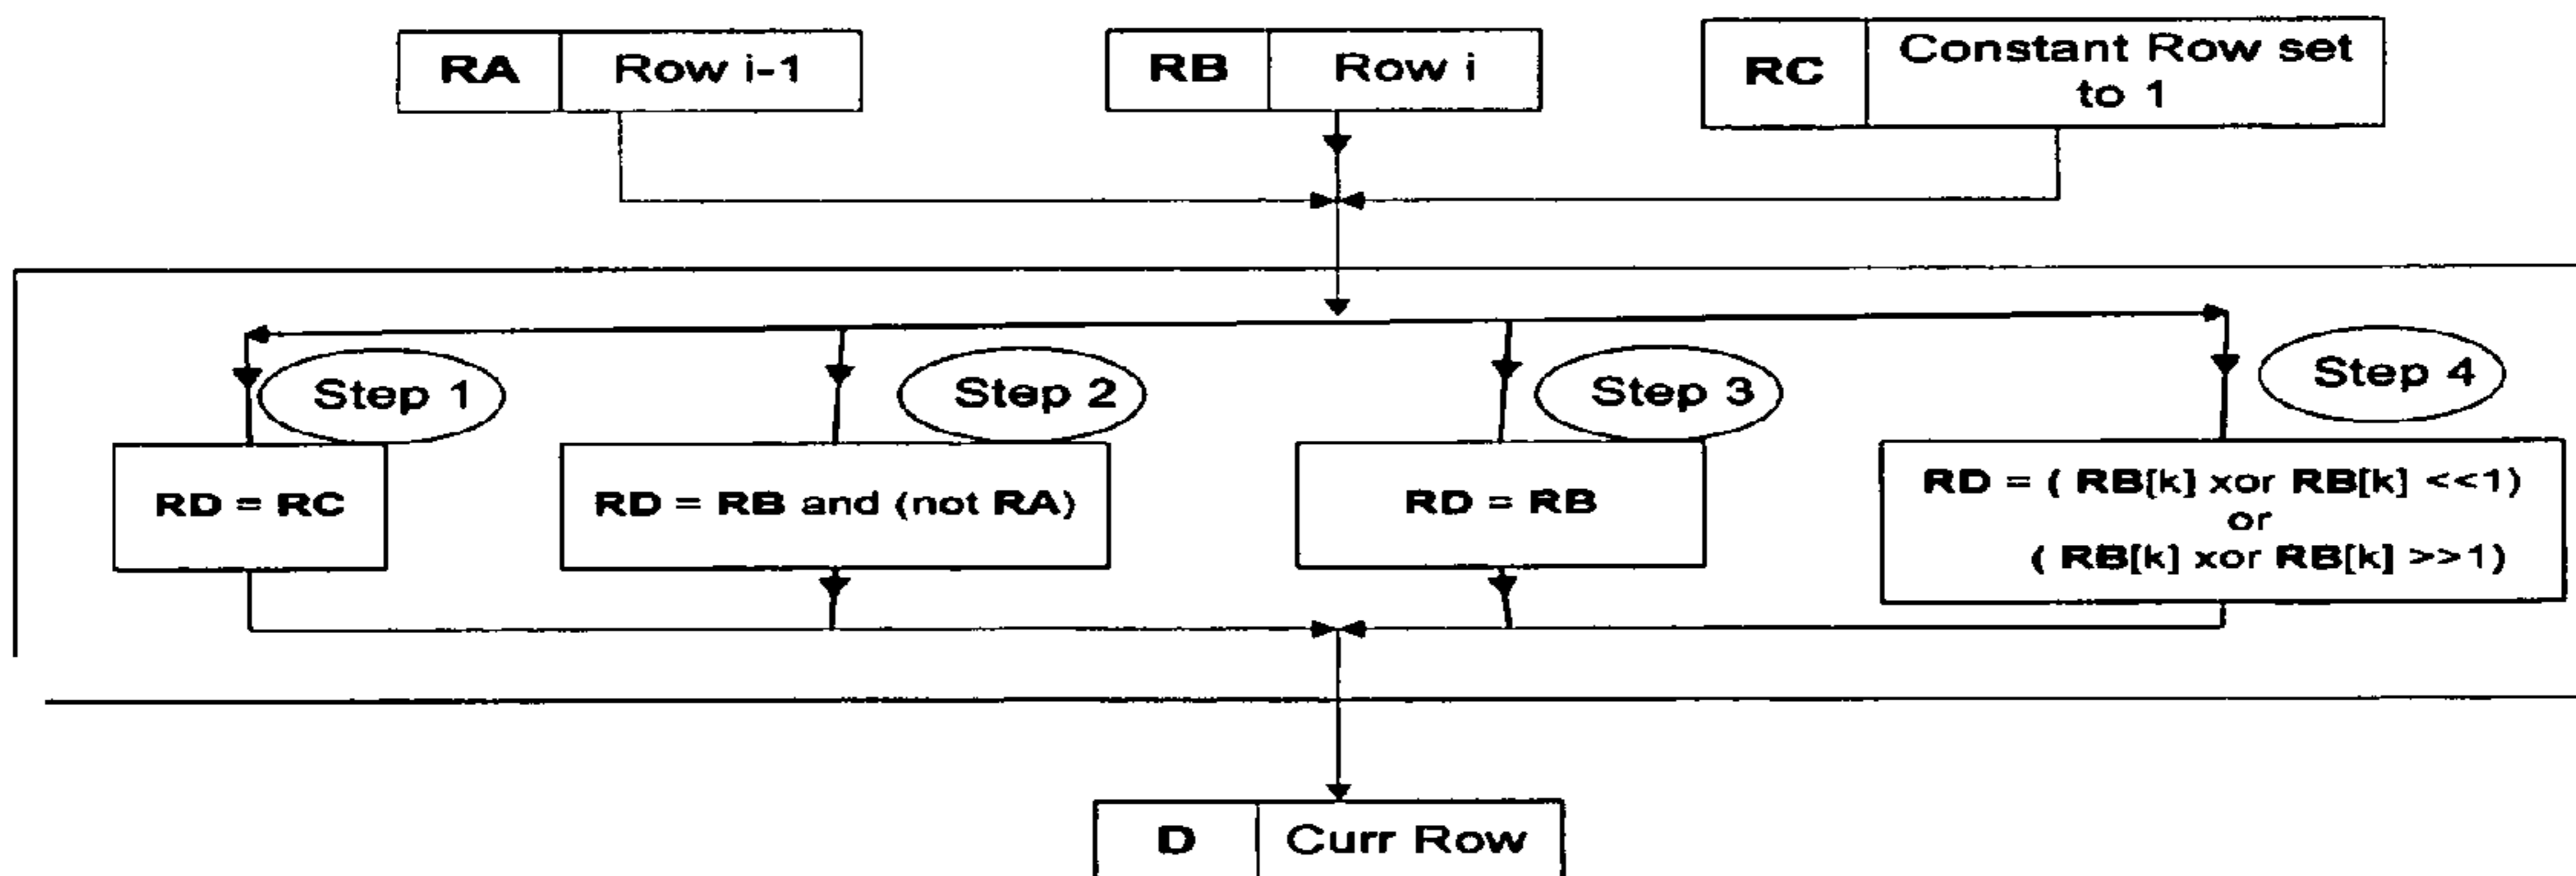 RA Row i-1
RB Row i
RC Constant Row set
to 1
Step 1
Step 2
Step 3
Step 4
RD = RC
RD = RB and (not RA)
RD = RB
RD = ( RB[k] xor RB[k] <<1)
or
( RB[k] xor RB[k] >>1)
D Curr Row